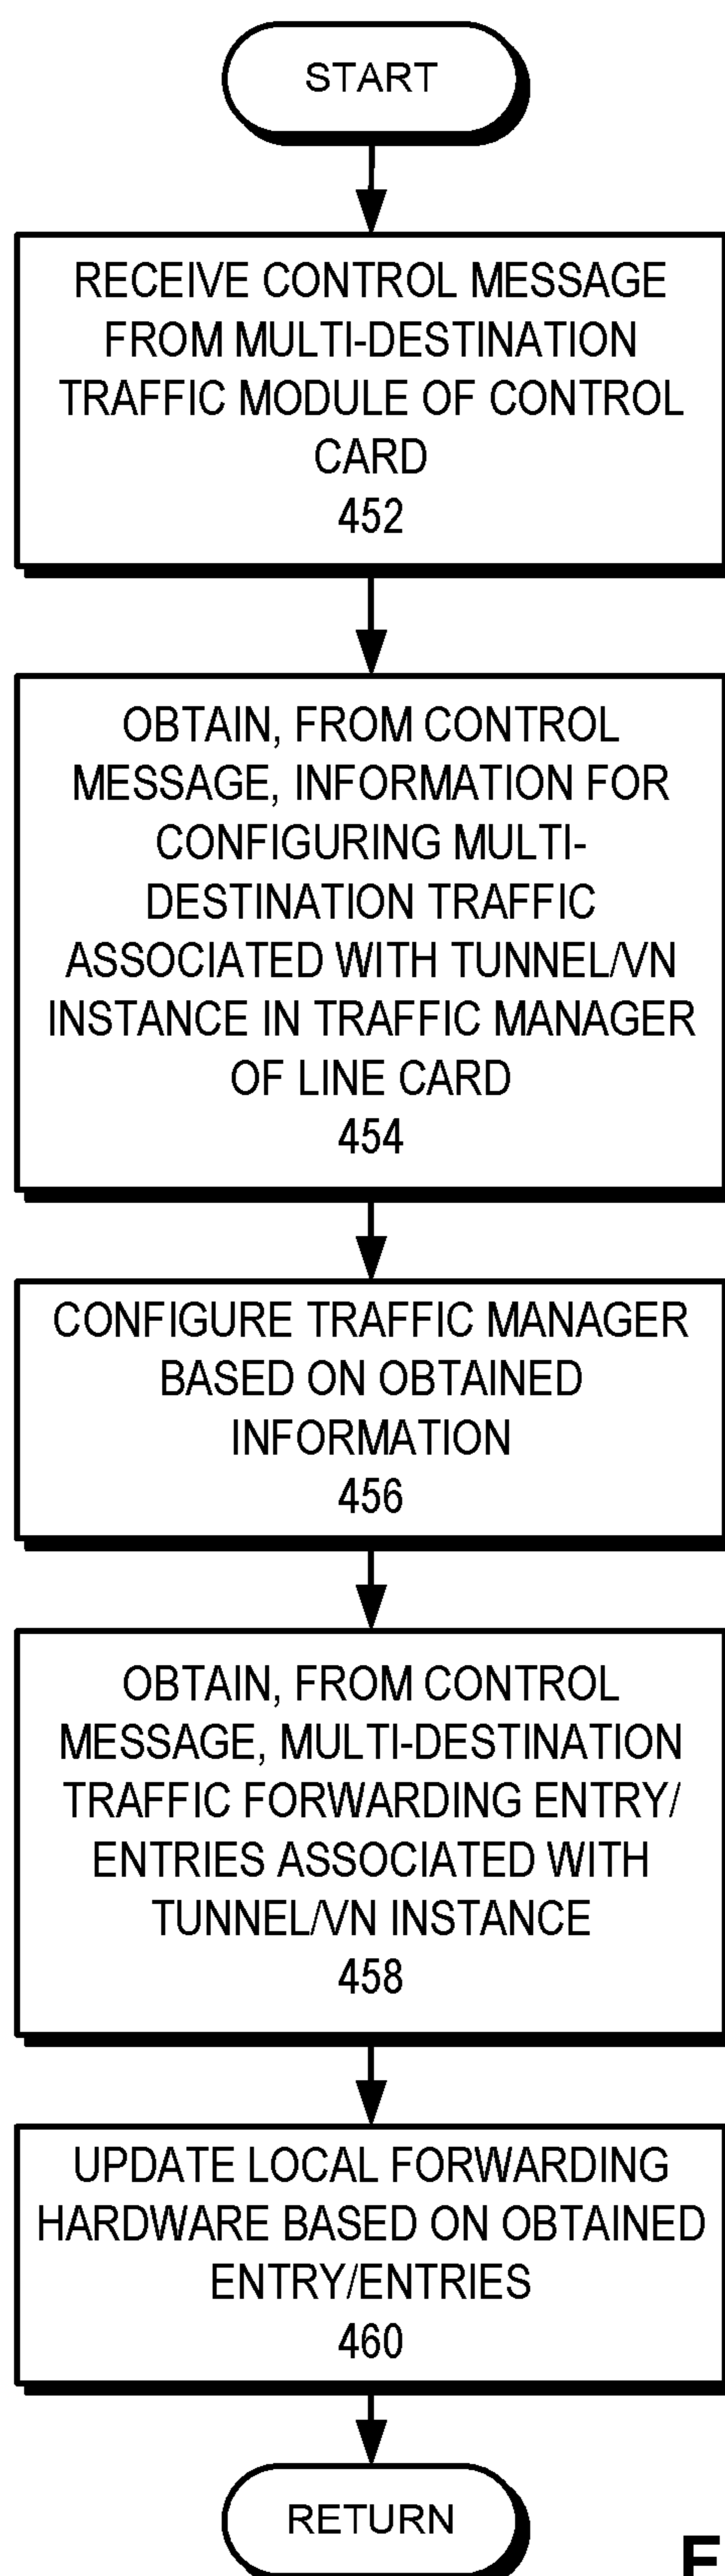 START
RECEIVE CONTROL MESSAGE
FROM MULTI-DESTINATION
TRAFFIC MODULE OF CONTROL
CARD
452
OBTAIN, FROM CONTROL
MESSAGE, INFORMATION FOR
CONFIGURING MULTI-
DESTINATION TRAFFIC
ASSOCIATED WITH TUNNEL/VN
INSTANCE IN TRAFFIC MANAGER
OF LINE CARD
454
CONFIGURE TRAFFIC MANAGER
BASED ON OBTAINED
INFORMATION
456
OBTAIN, FROM CONTROL
MESSAGE, MULTI-DESTINATION
TRAFFIC FORWARDING ENTRY/
ENTRIES ASSOCIATED WITH
TUNNEL/VN INSTANCE
458
UPDATE LOCAL FORWARDING
HARDWARE BASED ON OBTAINED
ENTRY/ENTRIES
460
RETURN